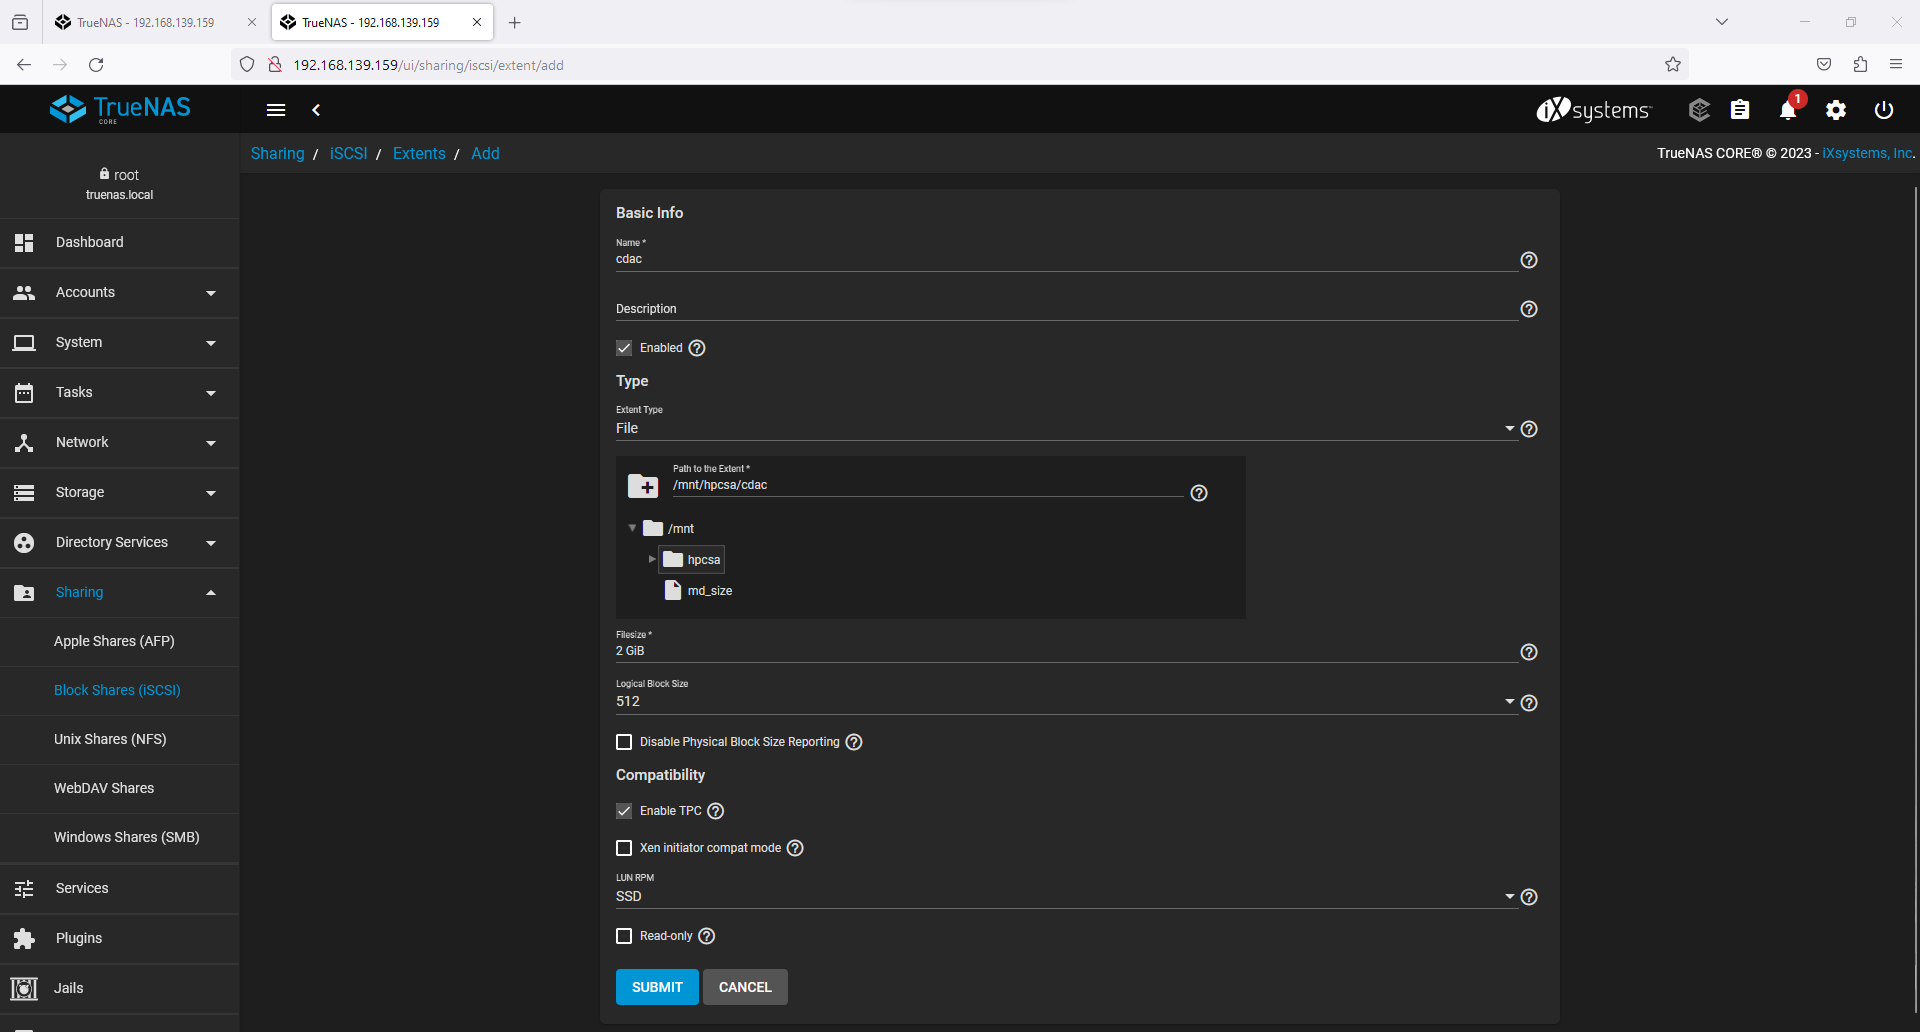 TrueNAS - 192.168.139.159
TrueNAS - 192.168.139.159
192.168.139.159/ui/sharing/iscsi/extent/add
TrueNAS
CORE
iXsystems
1
Sharing / iSCSI / Extents / Add
TrueNAS CORE® © 2023 - iXsystems, Inc.
root
truenas.local
Dashboard
Accounts
System
Tasks
Network
Storage
Directory Services
Sharing
Apple Shares (AFP)
Block Shares (iSCSI)
Unix Shares (NFS)
WebDAV Shares
Windows Shares (SMB)
Services
Plugins
Jails
Basic Info
Name *
cdac
Description
Enabled
Type
Extent Type
File
Path to the Extent *
/mnt/hpcsa/cdac
/mnt
hpcsa
md_size
Filesize *
2 GiB
Logical Block Size
512
Disable Physical Block Size Reporting
Compatibility
Enable TPC
Xen initiator compat mode
LUN RPM
SSD
Read-only
SUBMIT CANCEL